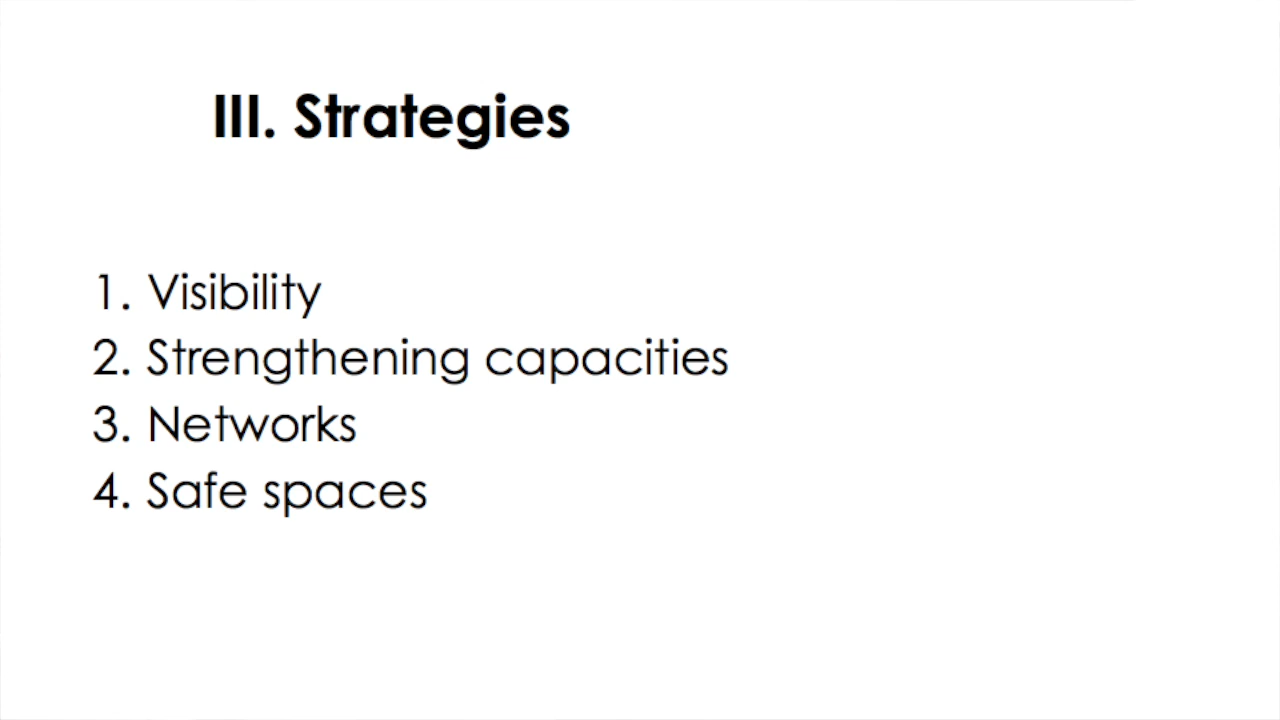 III. Strategies
1. Visibility
2. Strengthening capacities
3. Networks
4. Safe spaces